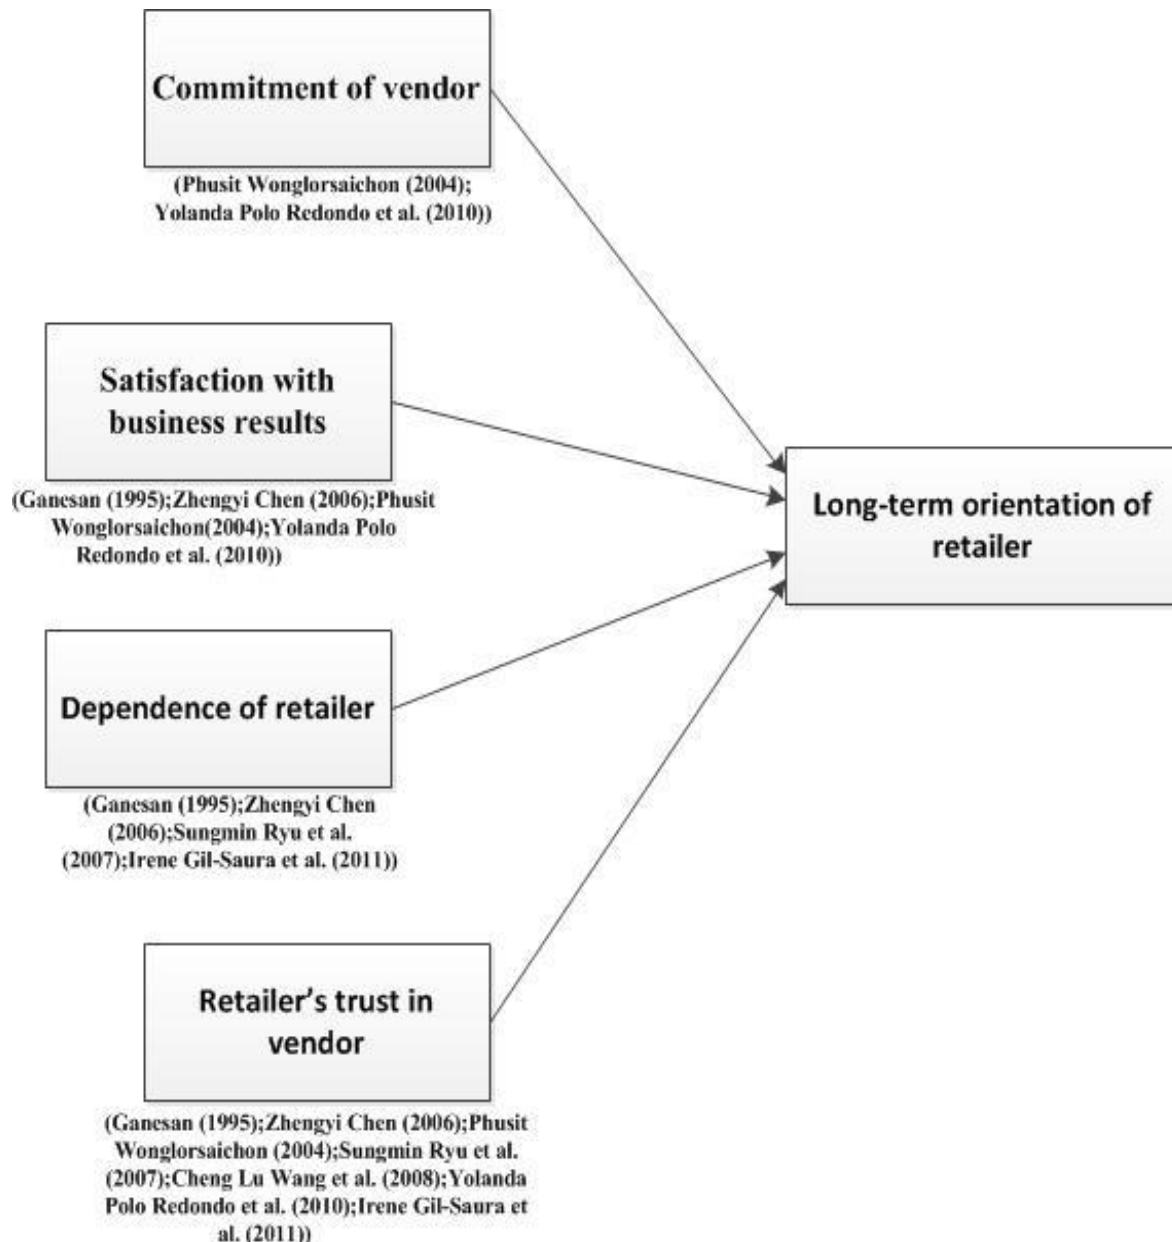 Commitment of vendor
(Phusit Wonglorsaichon (2004);
Yolanda Polo Redondo et al. (2010))
Satisfaction with
business results
(Ganesan (1995);Zhengyi Chen (2006);Phusit
Wonglorsaichon(2004);Yolanda Polo
Redondo et al. (2010))
Long-term orientation of
retailer
Dependence of retailer
(Ganesan (1995);Zhengyi Chen
(2006);Sungmin Ryu et al.
(2007);Irene Gil-Saura et al. (2011))
Retailer’s trust in
vendor
(Ganesan (1995);Zhengyi Chen (2006);Phusit
Wonglorsaichon (2004);Sungmin Ryu et al.
(2007);Cheng Lu Wang et al. (2008);Yolanda
Polo Redondo et al. (2010);Irene Gil-Saura et
al. (2011))